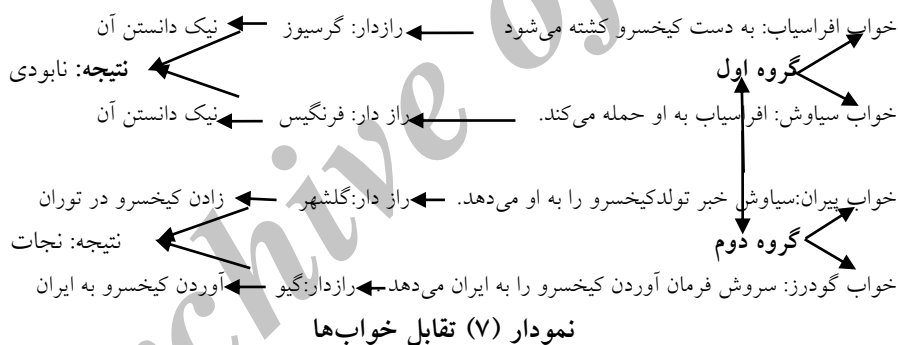 خواب افراسیاب: به دست کیخسرو کشته می‌شود رازدار: گرسیوز نیک دانستن آن
گروه اول نتیجه: نابودی
خواب سیاوش: افراسیاب به او حمله می‌کند. راز دار: فرنگیس نیک دانستن آن
خواب پیران:سیاوش خبر تولدکیخسرو را به او می‌دهد. راز دار:گلشهر زادن کیخسرو در توران
گروه دوم نتیجه: نجات
خواب گودرز: سروش فرمان آوردن کیخسرو را به ایران می‌دهد رازدار:گیو آوردن کیخسرو به ایران
نمودار (۷) تقابل خواب‌ها
Archive of